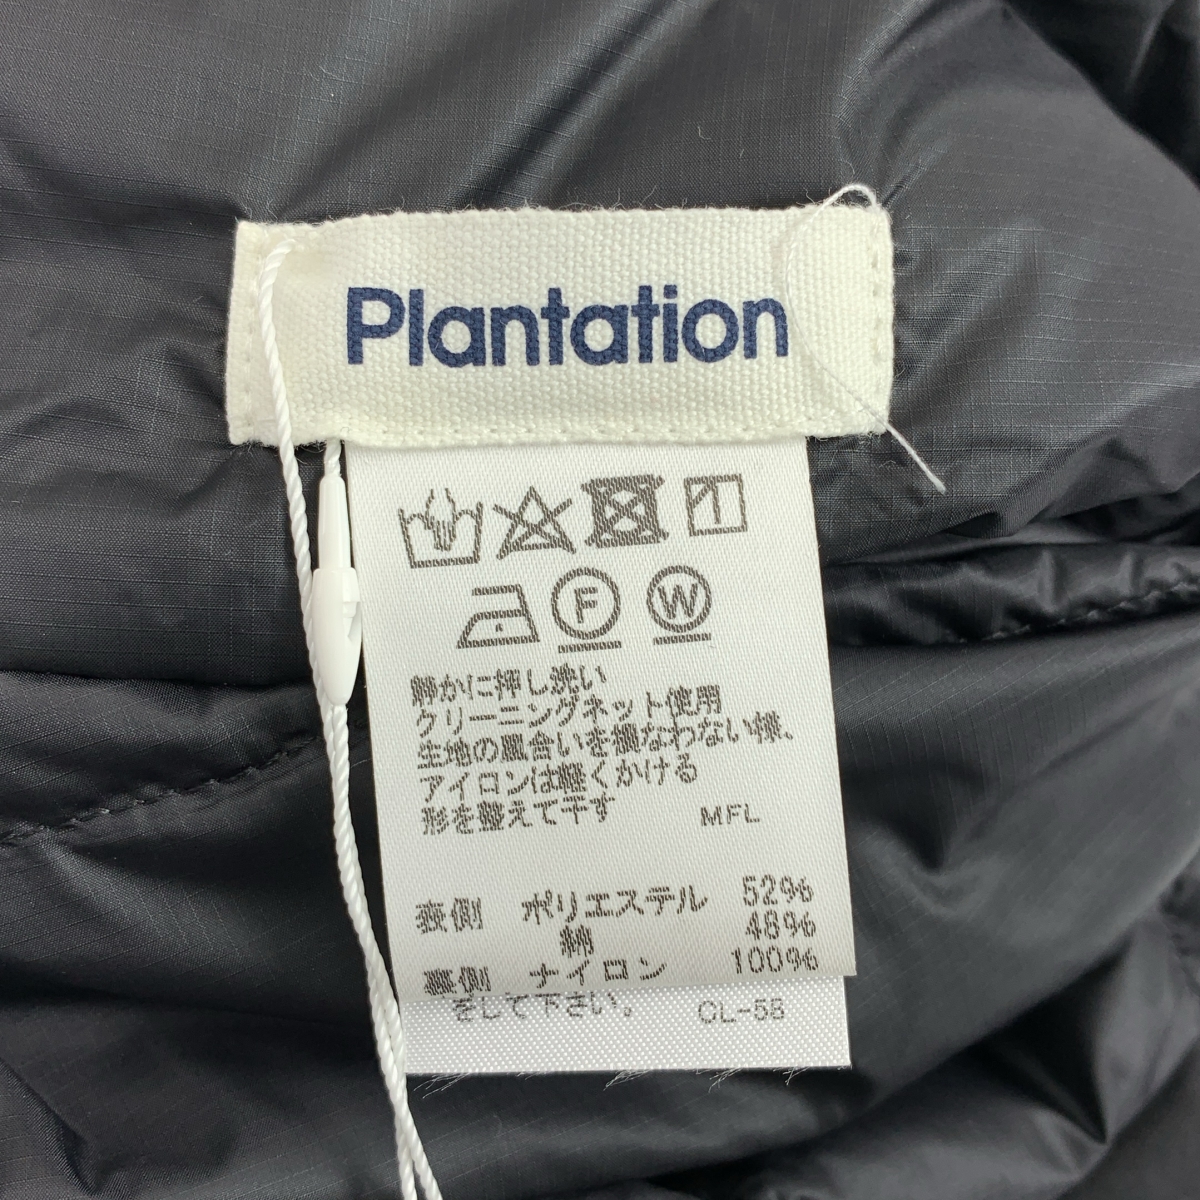 Plantation
F W
静かに押し洗い
クリーニングネット使用
生地の風合いを損なわない様、
アイロンは軽くかける
形を整えて干す MFL
表側 ポリエステル 52%
綿 48%
裏側 ナイロン 100%
をして下さい。 CL-58